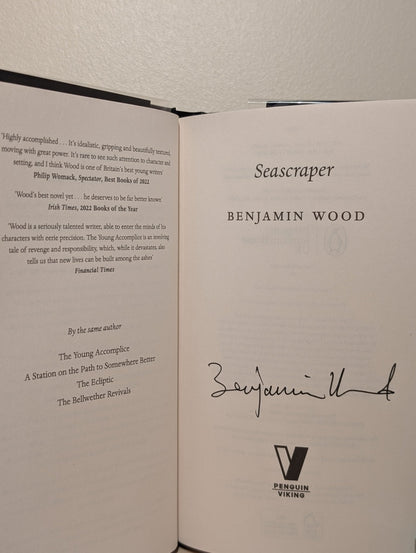 'Highly accomplished . . . It's idealistic, gripping and beautifully textured,
moving with great power. It's rare to see such attention to character and
setting, and I think Wood is one of Britain's best young writers'
Philip Womack, Spectator, Best Books of 2022
'Wood's best novel yet . . . he deserves to be far better known'
Irish Times, 2022 Books of the Year
'Wood is a seriously talented writer, able to enter the minds of his
characters with eerie precision. The Young Accomplice is an involving
tale of revenge and responsibility, which, while it devastates, also
tells us that new lives can be built among the ashes'
Financial Times
By the same author
The Young Accomplice
A Station on the Path to Somewhere Better
The Ecliptic
The Bellwether Revivals
Seascraper
BENJAMIN WOOD
Benjamin Wood
PENGUIN
VIKING